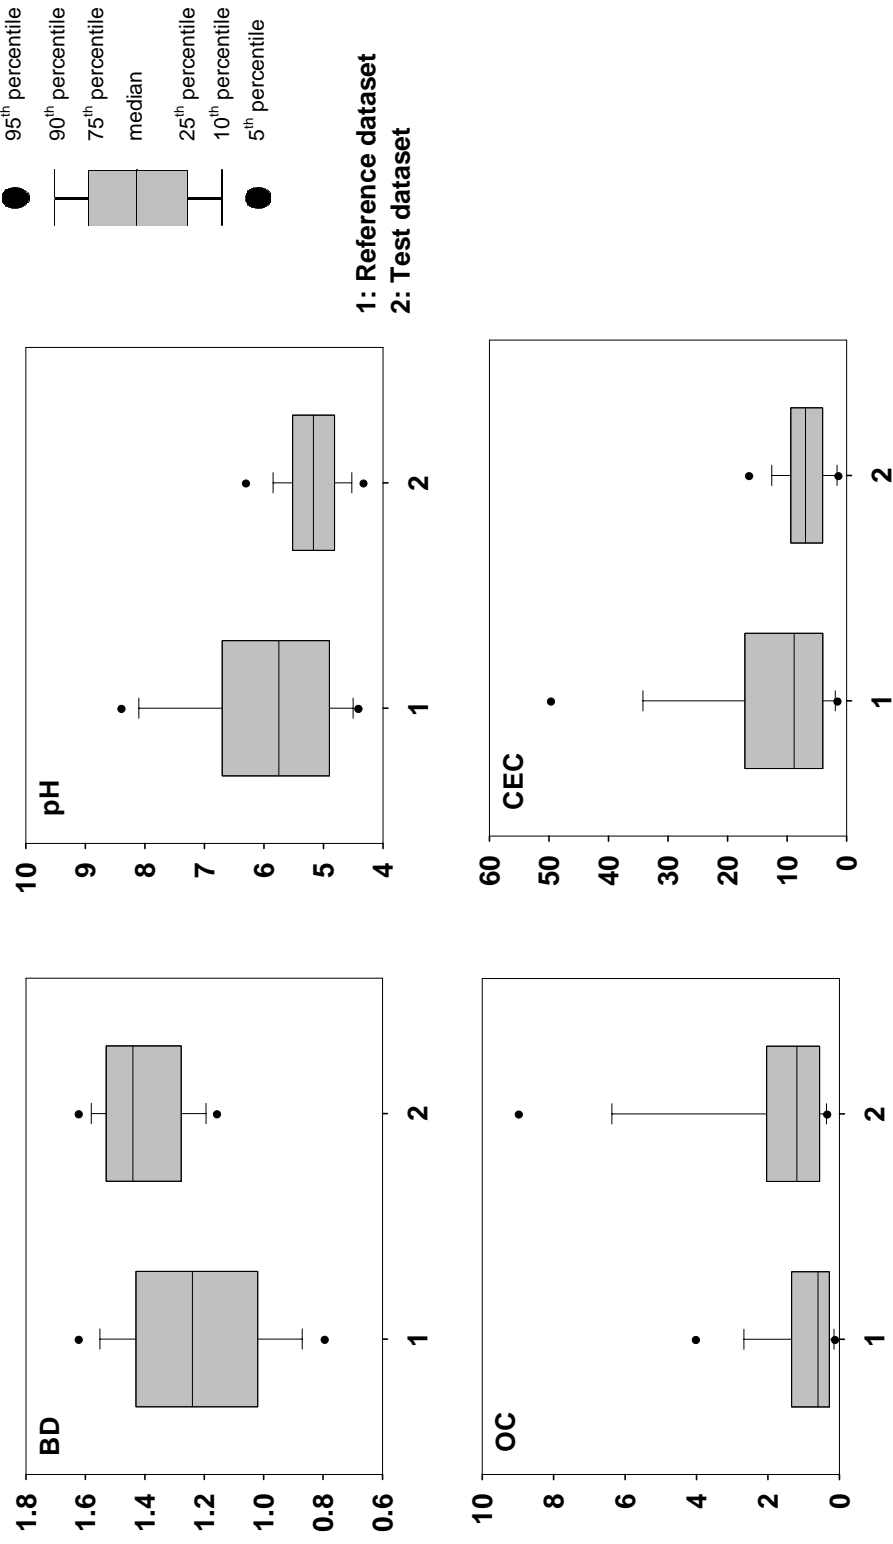 BD
1.8
1.6
1.4
1.2
1.0
0.8
0.6
1 2
pH
10
9
8
7
6
5
4
1 2
95th percentile
90th percentile
75th percentile
median
25th percentile
10th percentile
5th percentile
1: Reference dataset
2: Test dataset
OC
10
8
6
4
2
0
1 2
CEC
60
50
40
30
20
10
0
1 2